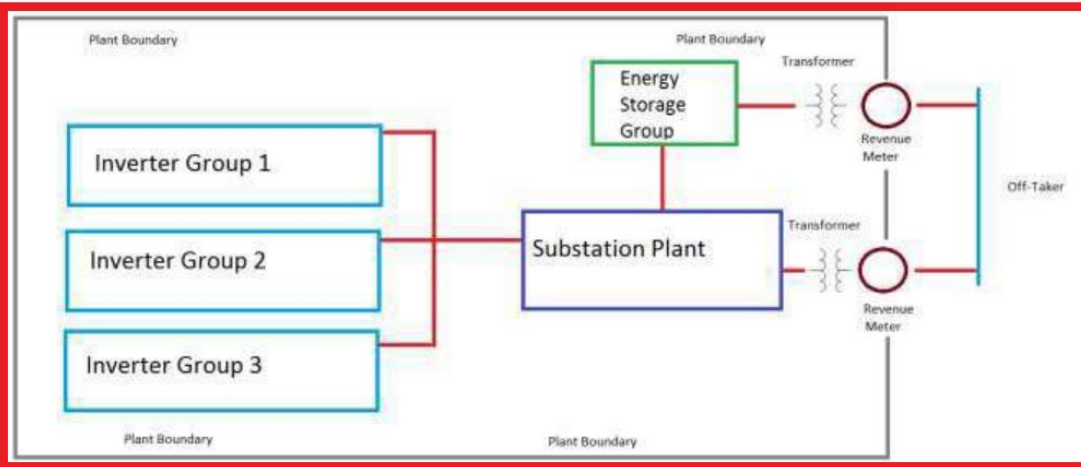 Plant Boundary
Plant Boundary
Transformer
Energy
Storage
Group
Revenue
Meter
Inverter Group 1
Off-Taker
Transformer
Inverter Group 2
Substation Plant
Revenue
Meter
Inverter Group 3
Plant Boundary
Plant Boundary